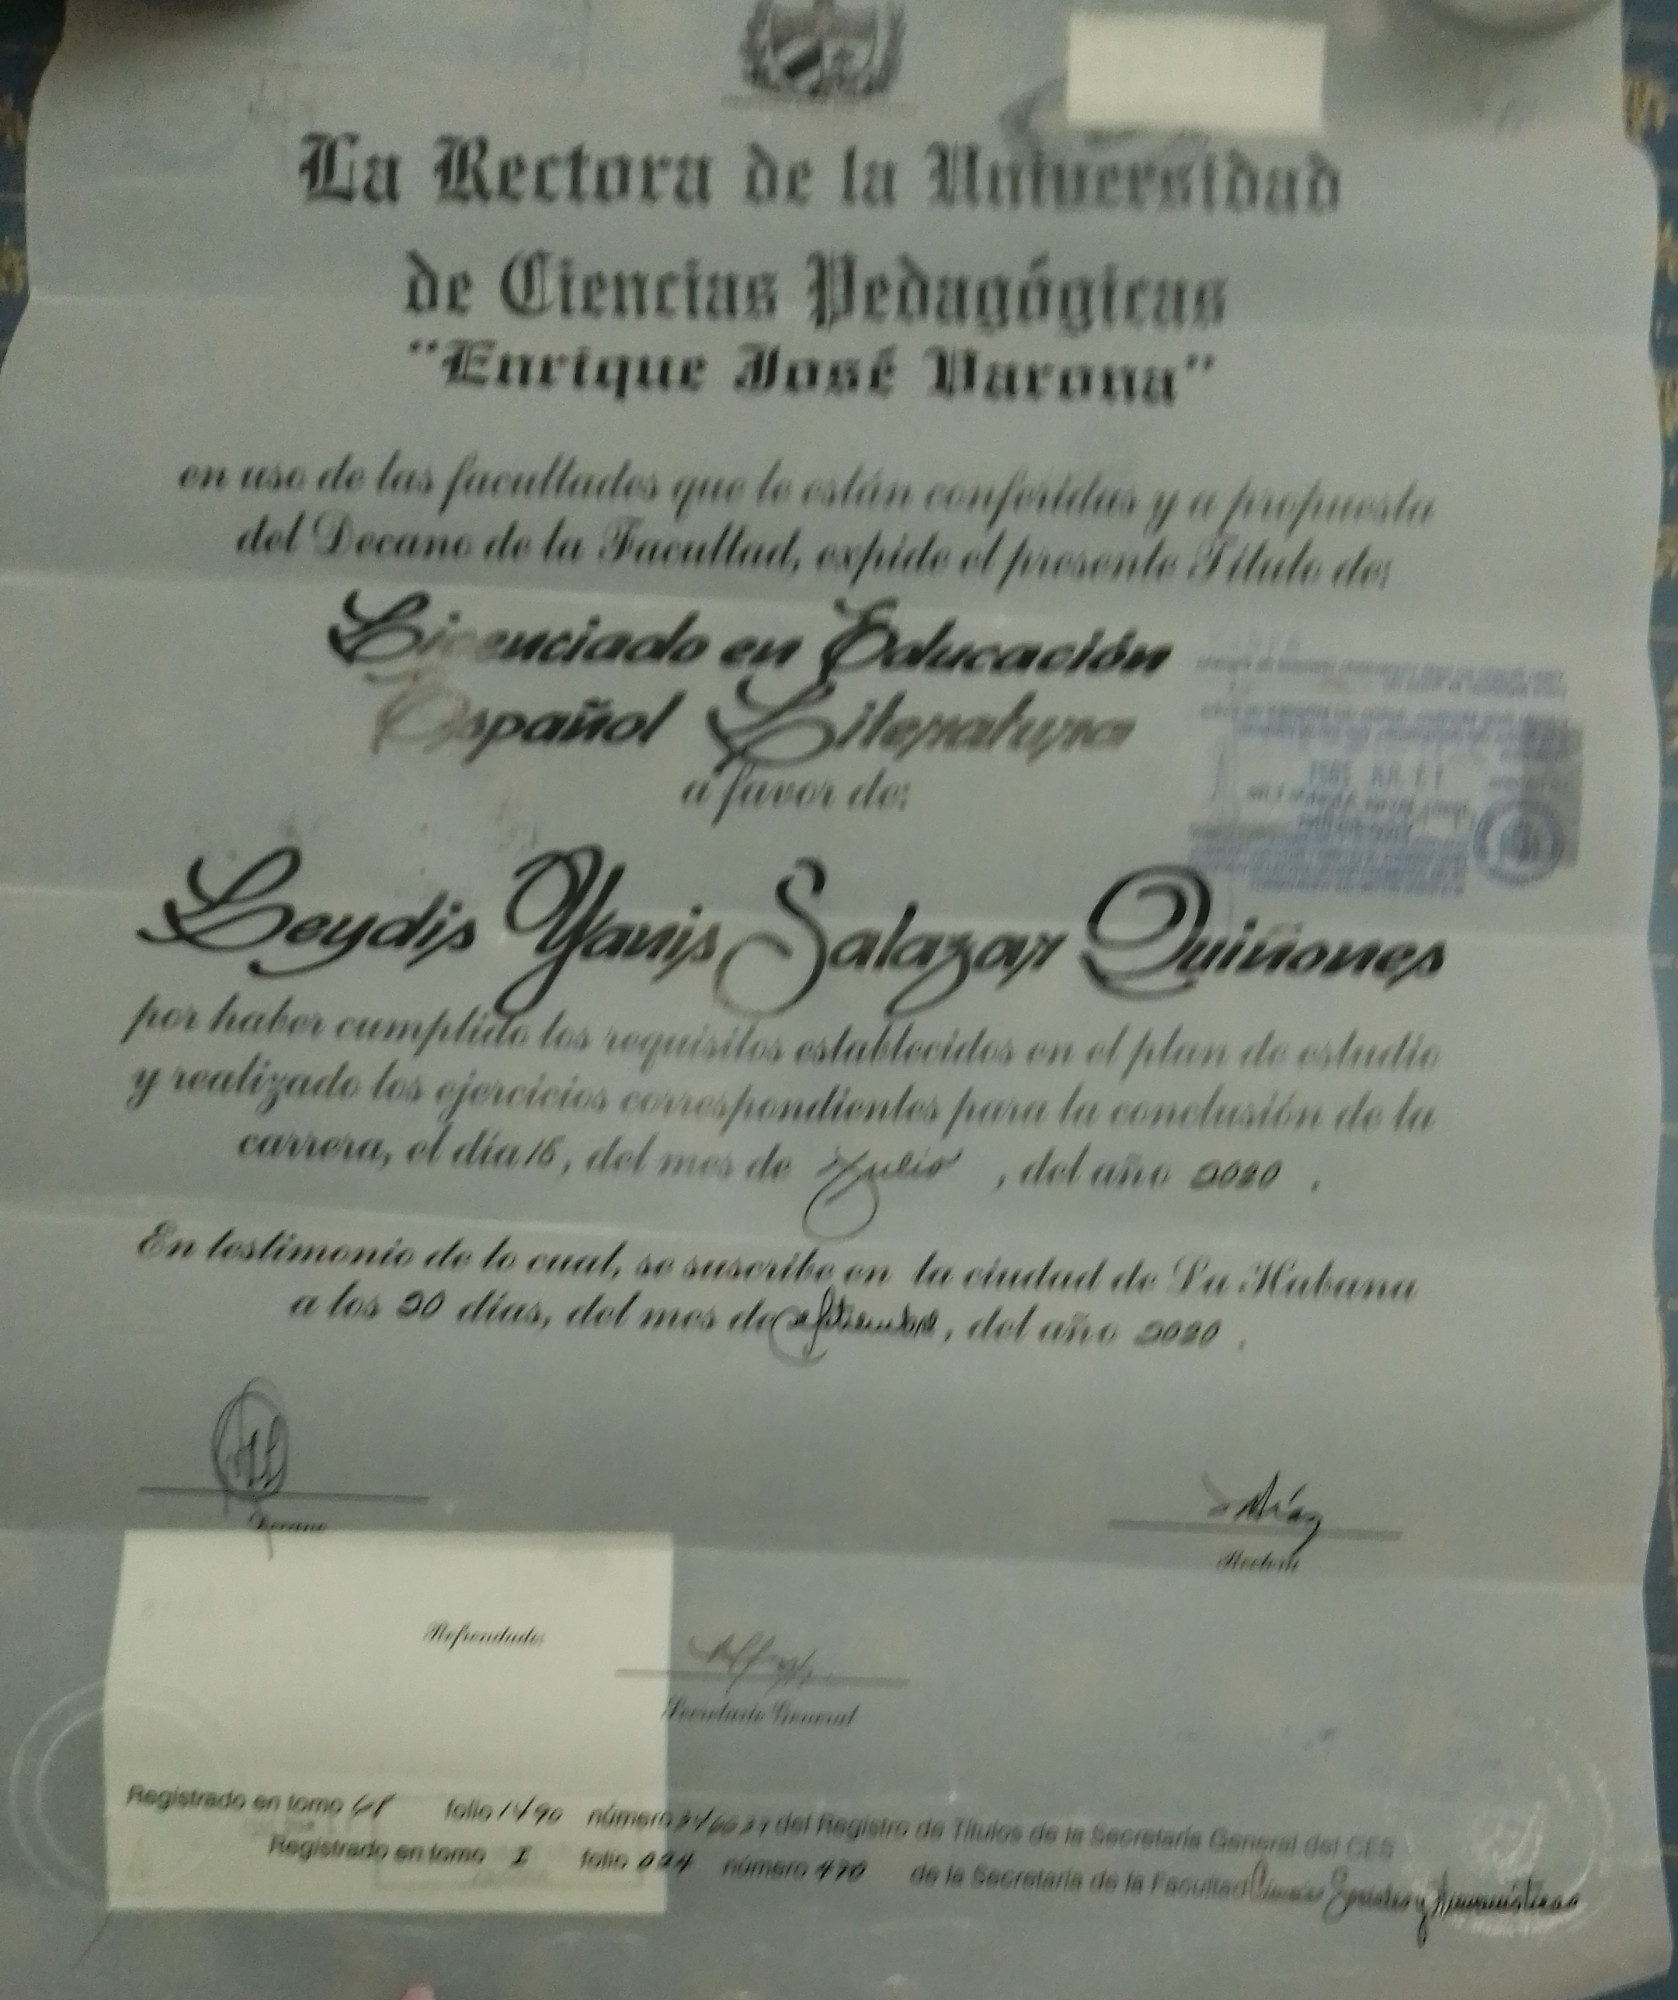 La Rectora de la Universidad
de Ciencias Pedagógicas
"Enrique José Varona"
en uso de las facultades que le están conferidas y a propuesta
del Decano de la Facultad, expide el presente Título de:
Licenciado en Educación
Español Literatura
a favor de:
Leydis Yanis Salazar Quiñones
por haber cumplido los requisitos establecidos en el plan de estudio
y realizado los ejercicios correspondientes para la conclusión de la
carrera, el día 16, del mes de Julio, del año 2020.
En testimonio de lo cual, se suscribe en la ciudad de La Habana
a los 20 días, del mes de septiembre, del año 2020.
Decano
Rectora
Refrendado:
Secretario General
Registrado en tomo folio número del Registro de Títulos de la Secretaría General del CES
Registrado en tomo I folio 024 número 470 de la Secretaría de la Facultad Ciencias Sociales y Humanísticas